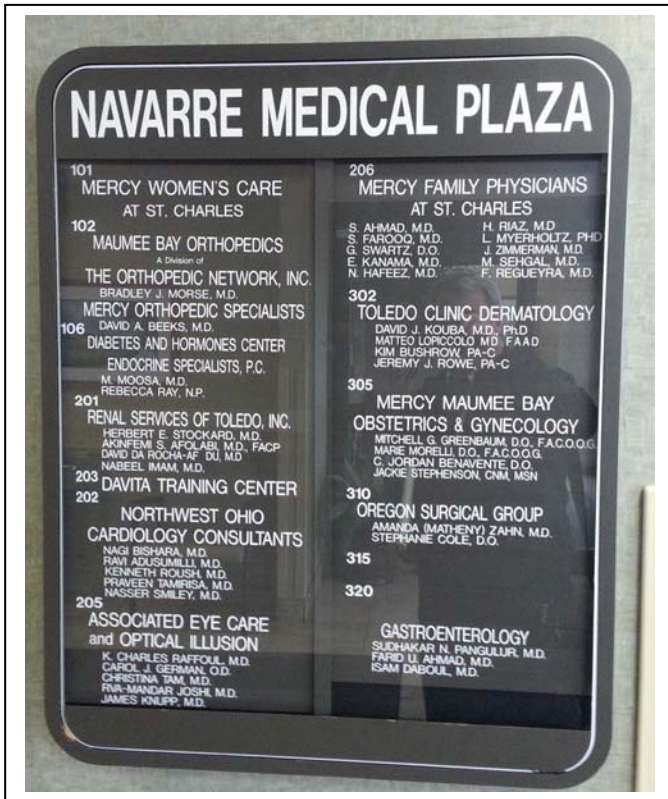 NAVARRE MEDICAL PLAZA
101
MERCY WOMEN'S CARE
AT ST. CHARLES
102
MAUMEE BAY ORTHOPEDICS
A Division of
THE ORTHOPEDIC NETWORK, INC.
BRADLEY J. MORSE, M.D.
MERCY ORTHOPEDIC SPECIALISTS
DAVID A. BEEKS, M.D.
106
DIABETES AND HORMONES CENTER
ENDOCRINE SPECIALISTS, P.C.
M. MOOSA, M.D.
REBECCA RAY, N.P.
201
RENAL SERVICES OF TOLEDO, INC.
HERBERT E. STOCKARD, M.D.
AKINFEMI S. AFOLABI, M.D., FACP
DAVID DA ROCHA-AF DU, M.D
NABEEL IMAM, M.D.
203 DAVITA TRAINING CENTER
202
NORTHWEST OHIO
CARDIOLOGY CONSULTANTS
NAGI BISHARA, M.D.
RAVI ADUSUMILLI, M.D.
KENNETH ROUSH, M.D.
PRAVEEN TAMIRISA, M.D.
NASSER SMILEY, M.D.
205
ASSOCIATED EYE CARE
and OPTICAL ILLUSION
K. CHARLES RAFFOUL, M.D.
CAROL J. GERMAN, O.D.
CHRISTINA TAM, M.D.
RVA-MANDAR JOSHI, M.D.
JAMES KNUPP, M.D.
206
MERCY FAMILY PHYSICIANS
AT ST. CHARLES
S. AHMAD, M.D. H. RIAZ, M.D
S. FAROOQ, M.D. L. MYERHOLTZ, PHD
G. SWARTZ, D.O. J. ZIMMERMAN, M.D.
E. KANAMA, M.D. M. SEHGAL, M.D.
N. HAFEEZ, M.D. F. REGUEYRA, M.D.
302
TOLEDO CLINIC DERMATOLOGY
DAVID J. KOUBA, M.D., PhD
MATTEO LOPICCOLO MD FAAD
KIM BUSHROW, PA-C
JEREMY J. ROWE, PA-C
305
MERCY MAUMEE BAY
OBSTETRICS & GYNECOLOGY
MITCHELL G. GREENBAUM, D.O., F.A.C.O.O.G.
MARIE MORELLI, D.O., F.A.C.O.O.G.
C. JORDAN BENAVENTE, D.O.
JACKIE STEPHENSON, CNM, MSN
310
OREGON SURGICAL GROUP
AMANDA (MATHENY) ZAHN, M.D.
STEPHANIE COLE, D.O.
315
320
GASTROENTEROLOGY
SUDHAKAR N. PANGULUR, M.D.
FARID U. AHMAD, M.D.
ISAM DABOUL, M.D.